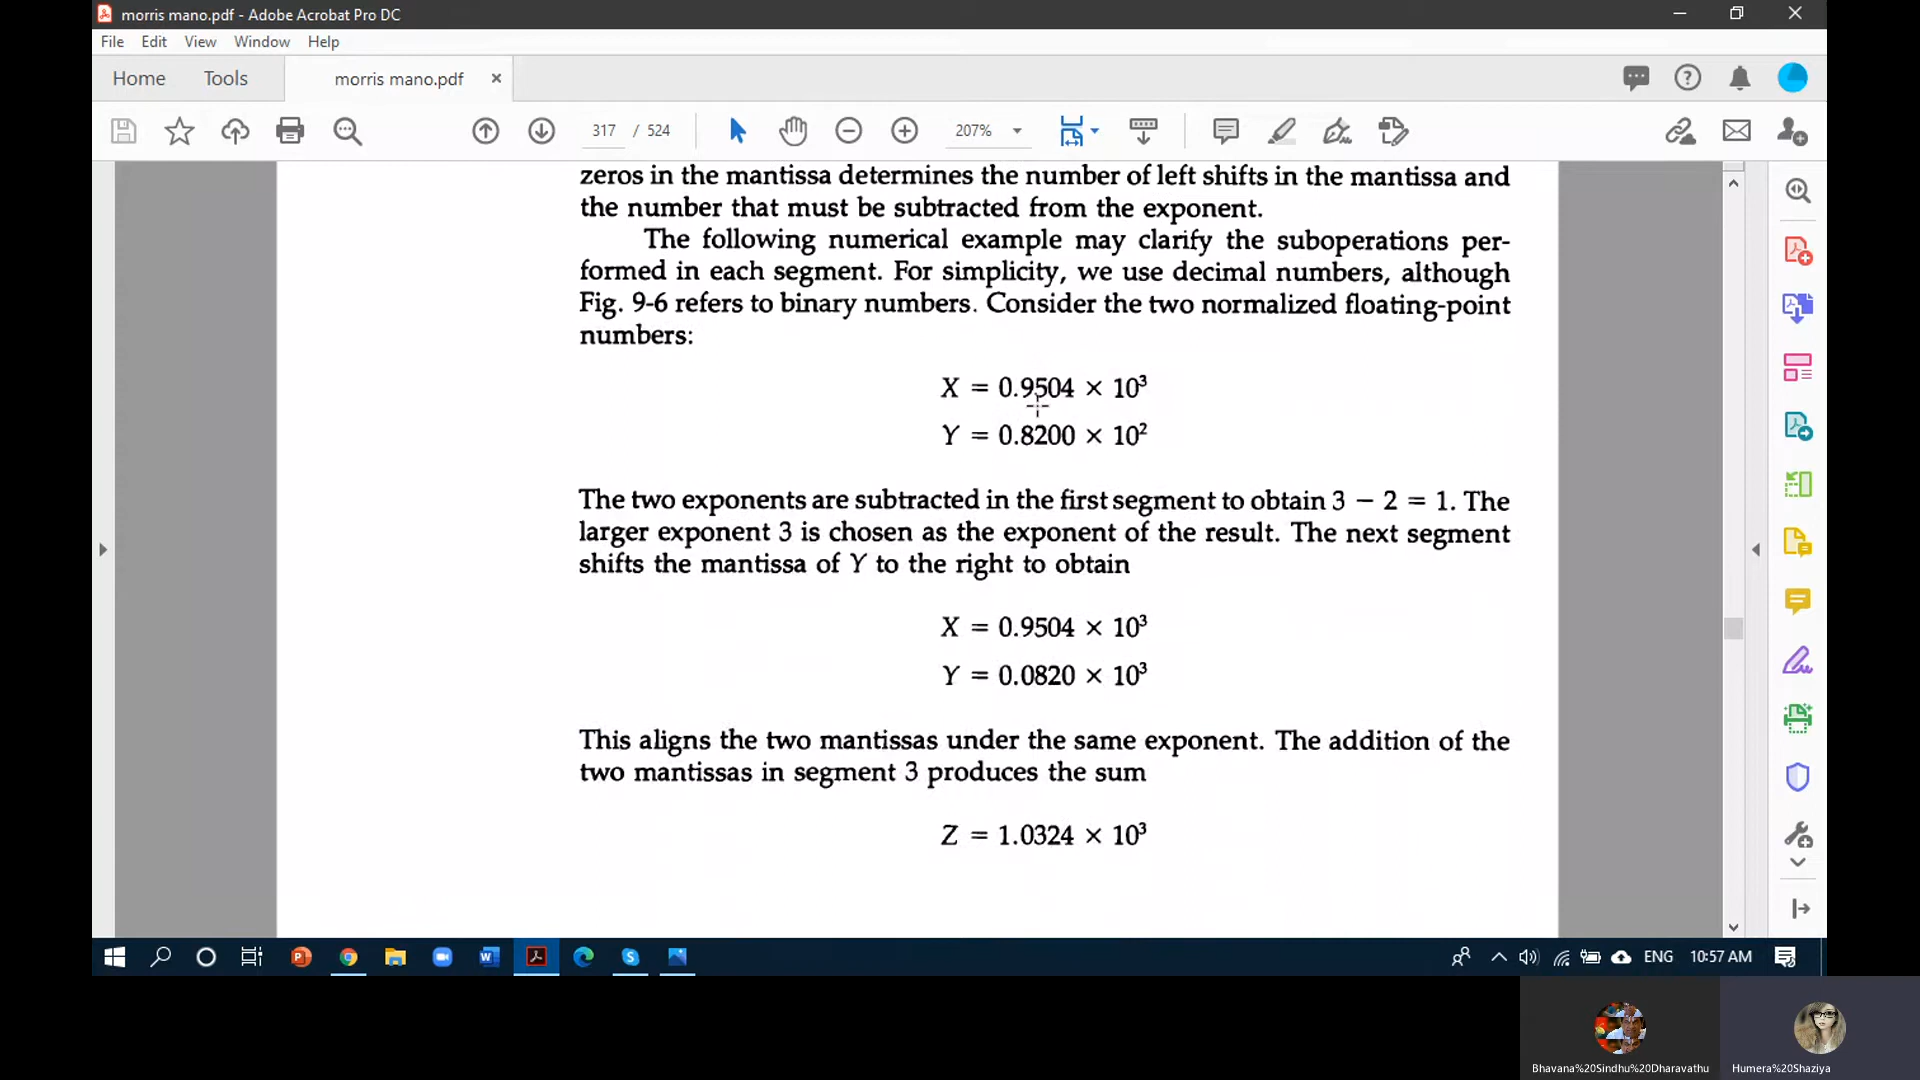 morris mano.pdf - Adobe Acrobat Pro DC
File Edit View Window Help
Home Tools morris mano.pdf
317 / 524 207%
zeros in the mantissa determines the number of left shifts in the mantissa and
the number that must be subtracted from the exponent.
The following numerical example may clarify the suboperations per-
formed in each segment. For simplicity, we use decimal numbers, although
Fig. 9-6 refers to binary numbers. Consider the two normalized floating-point
numbers:
X = 0.9504 × 10³
Y = 0.8200 × 10²
The two exponents are subtracted in the first segment to obtain 3 − 2 = 1. The
larger exponent 3 is chosen as the exponent of the result. The next segment
shifts the mantissa of Y to the right to obtain
X = 0.9504 × 10³
Y = 0.0820 × 10³
This aligns the two mantissas under the same exponent. The addition of the
two mantissas in segment 3 produces the sum
Z = 1.0324 × 10³
ENG 10:57 AM
Bhavana%20Sindhu%20Dharavathu Humera%20Shaziya